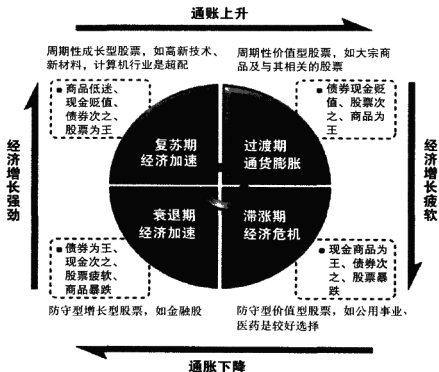 通账上升
周期性成长型股票，如高新技术、
新材料，计算机行业是超配
周期性价值型股票，如大宗商
品及与其相关的股票
商品低迷、
现金贬值、
债券次之、
股票为王
债券现金贬
值、股票次
之、商品为
王
经济增长强劲
复苏期
经济加速
过渡期
通货膨胀
经济增长疲软
衰退期
经济加速
滞涨期
经济危机
债券为王、
现金次之、
股票疲软、
商品暴跌
现金商品为
王、债券次
之、股票暴
跌
防守型增长型股票，如金融股
防守型价值型股票，如公用事业、
医药是较好选择
通胀下降